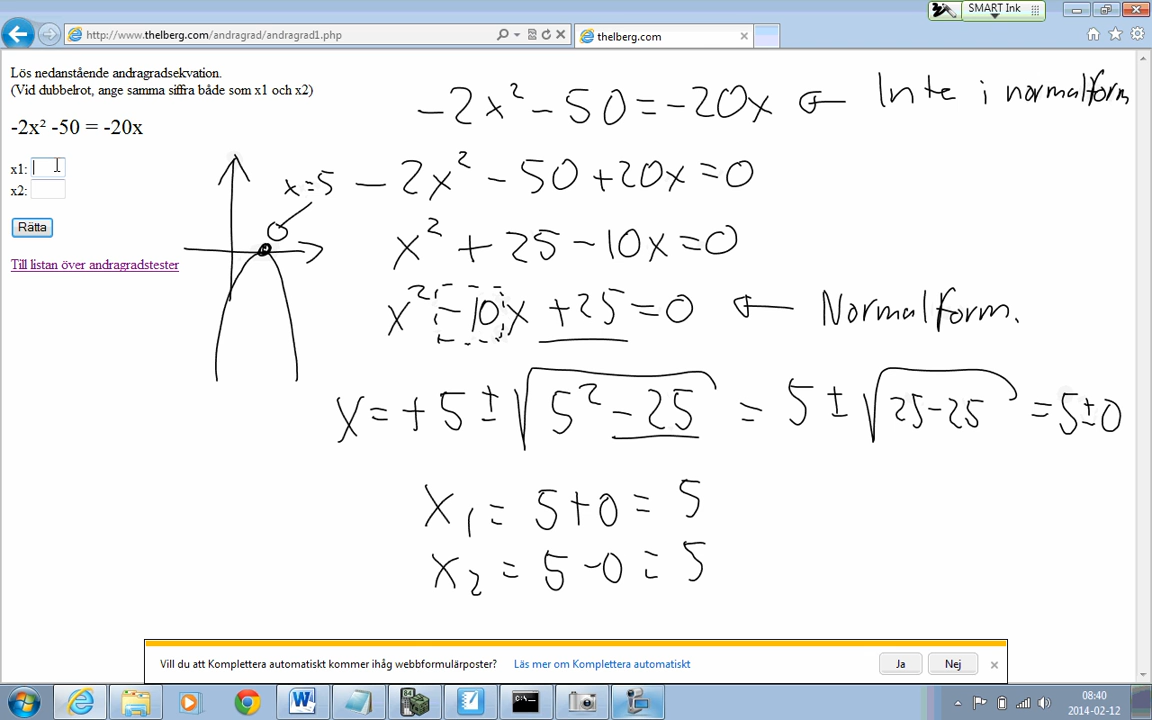 SMART Ink
http://www.thelberg.com/andragrad/andragrad1.php
thelberg.com
Lös nedanstående andragradsekvation.
(Vid dubbelrot, ange samma siffra både som x1 och x2)
-2x² -50 = -20x
x1:
x2:
Rätta
Till listan över andragradstester
x=5
-2x² - 50 = -20x ← Inte i normalform
-2x² - 50 + 20x = 0
x² + 25 - 10x = 0
x² - 10x + 25 = 0 ← Normalform.
x = +5 ± √(5² - 25) = 5 ± √(25-25) = 5 ± 0
x₁ = 5+0 = 5
x₂ = 5-0 = 5
Vill du att Komplettera automatiskt kommer ihåg webbformulärposter? Läs mer om Komplettera automatiskt Ja Nej
08:40
2014-02-12